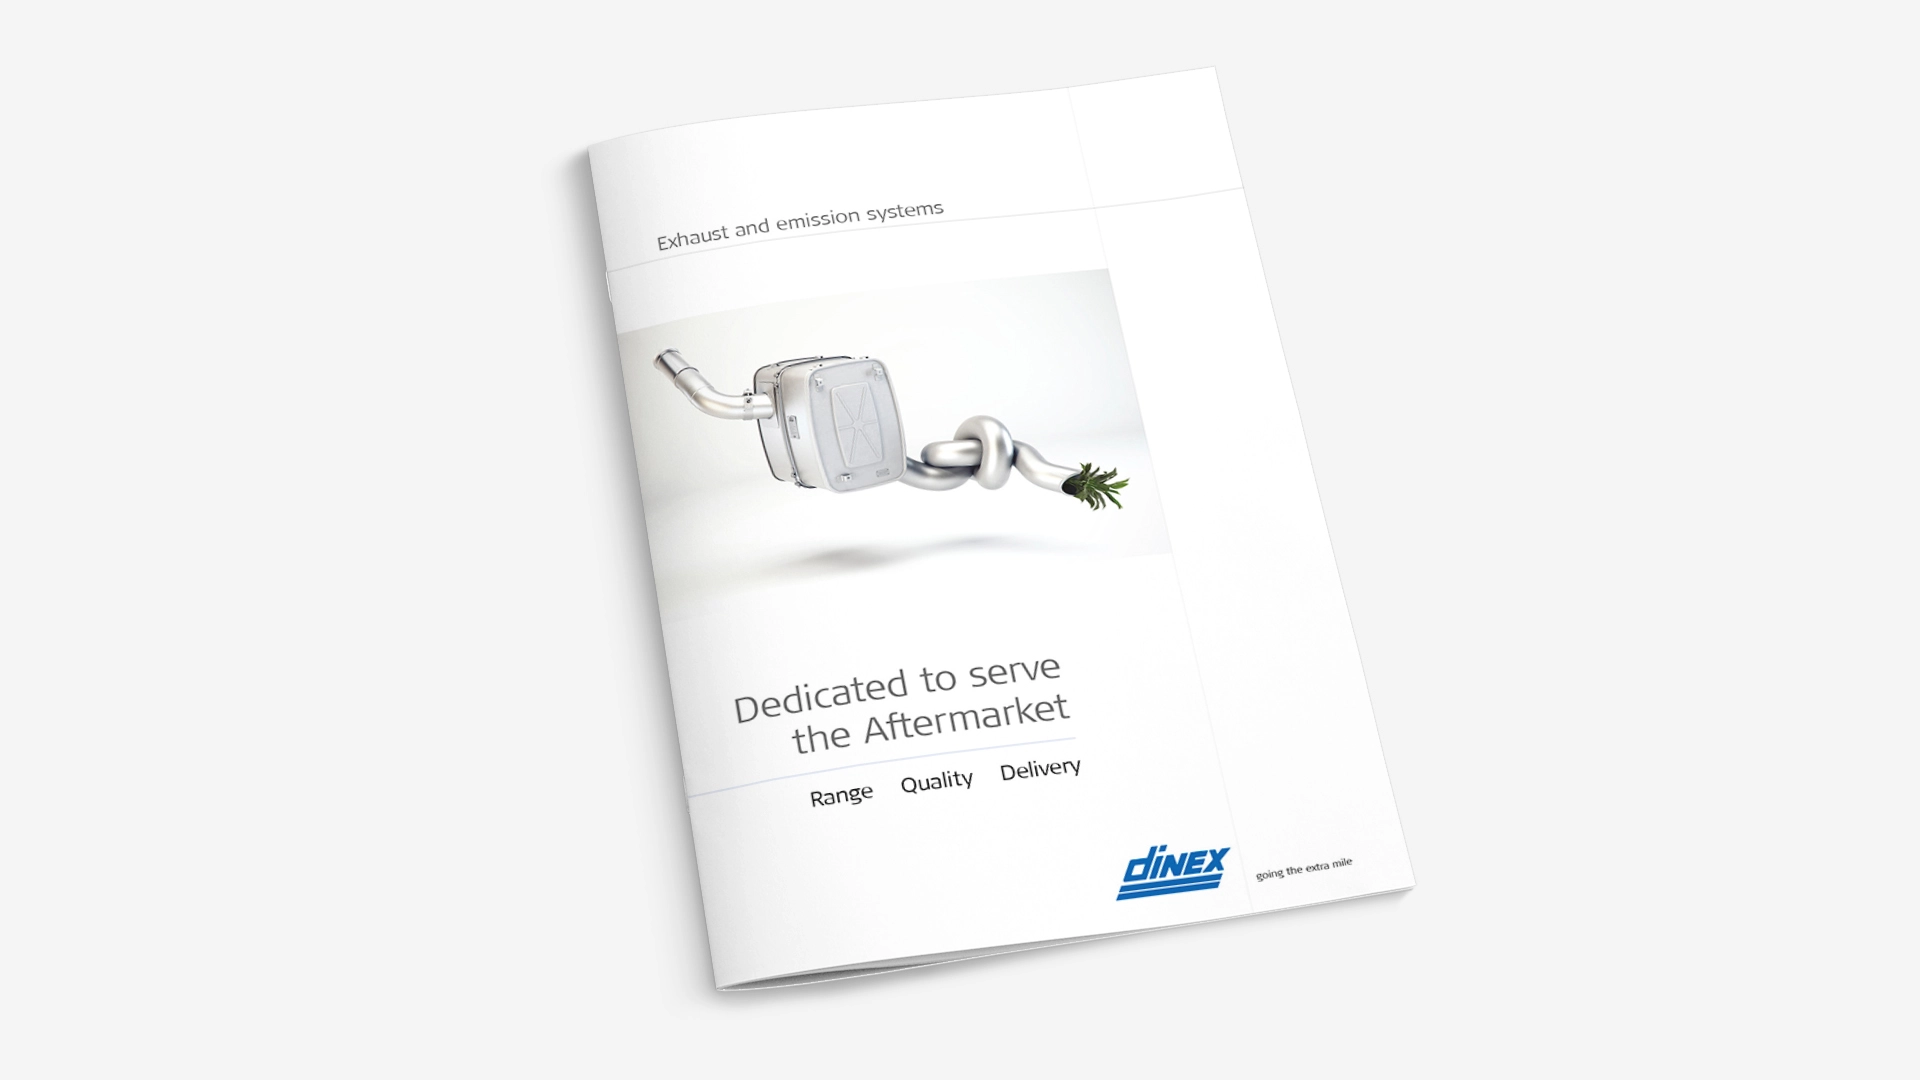 Exhaust and emission systems
Dedicated to serve
the Aftermarket
Range Quality Delivery
dinex
going the extra mile